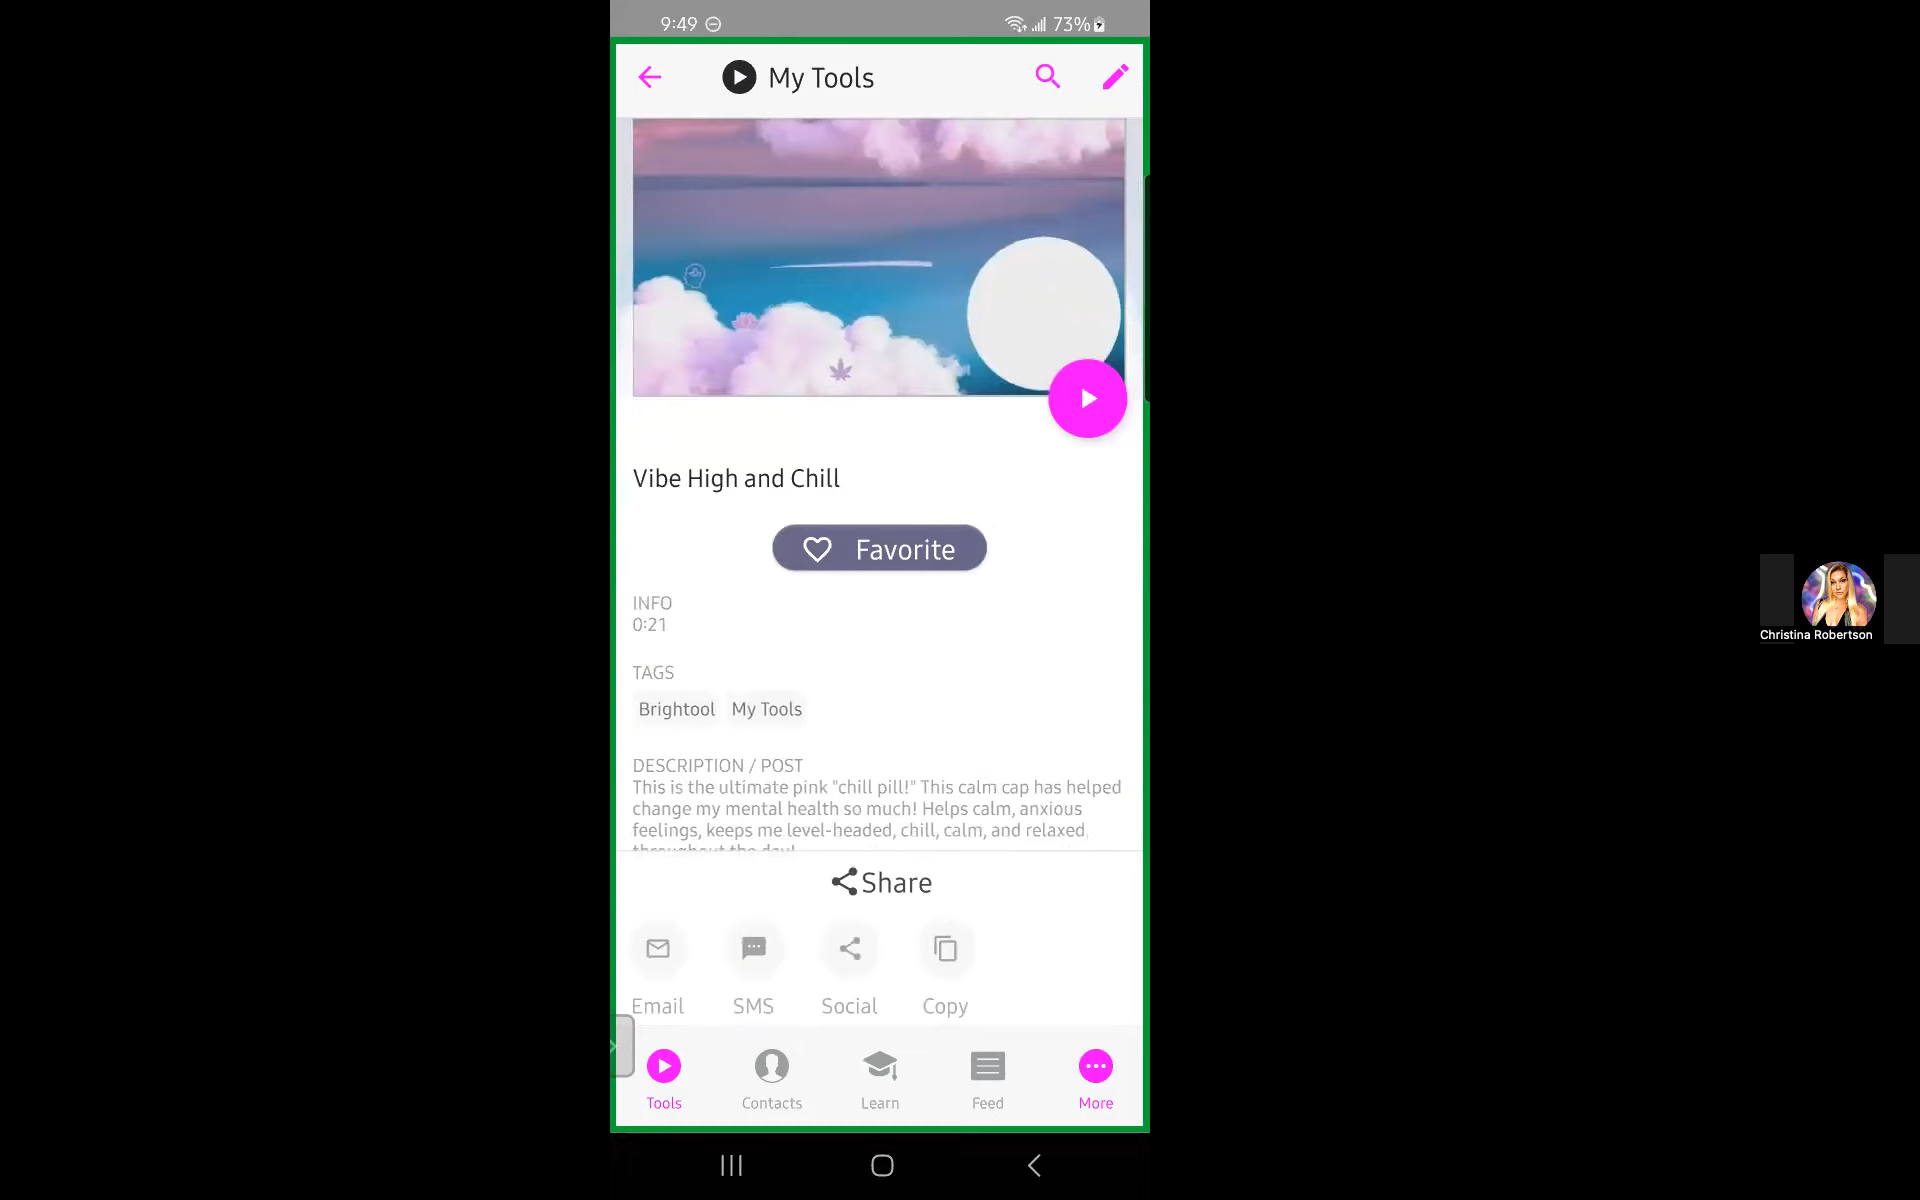 9:49
73%
My Tools
Vibe High and Chill
Favorite
INFO
0:21
TAGS
Brightool My Tools
DESCRIPTION / POST
This is the ultimate pink "chill pill!" This calm cap has helped
change my mental health so much! Helps calm, anxious
feelings, keeps me level-headed, chill, calm, and relaxed
throughout the day!
Share
Email SMS Social Copy
Tools Contacts Learn Feed More
Christina Robertson